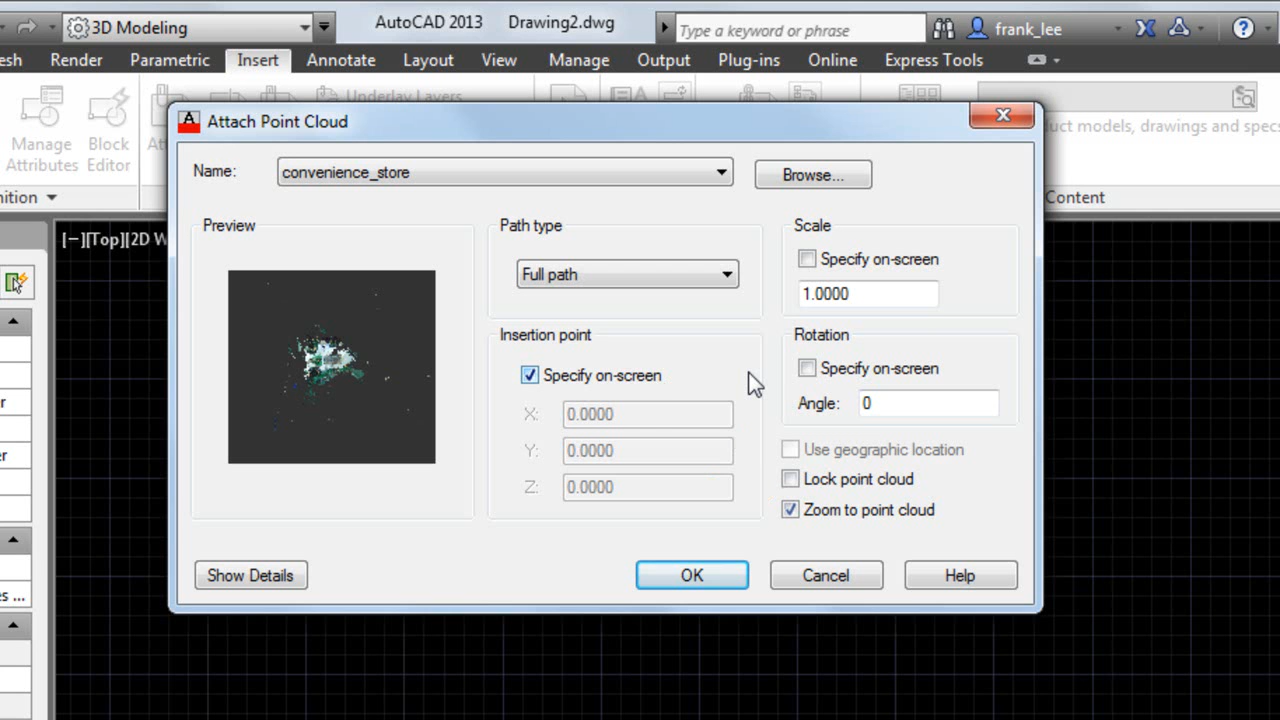 3D Modeling
AutoCAD 2013 Drawing2.dwg
Type a keyword or phrase
frank_lee
esh Render Parametric Insert Annotate Layout View Manage Output Plug-ins Online Express Tools
Underlay Layers
Manage Attributes
Block Editor
At
uct models, drawings and specs
nition
Content
[−][Top][2D W
A Attach Point Cloud
Name: convenience_store Browse...
Preview
Path type
Full path
Scale
Specify on-screen
1.0000
Insertion point
Specify on-screen
X: 0.0000
Y: 0.0000
Z: 0.0000
Rotation
Specify on-screen
Angle: 0
Use geographic location
Lock point cloud
Zoom to point cloud
Show Details OK Cancel Help
r
er
es ...